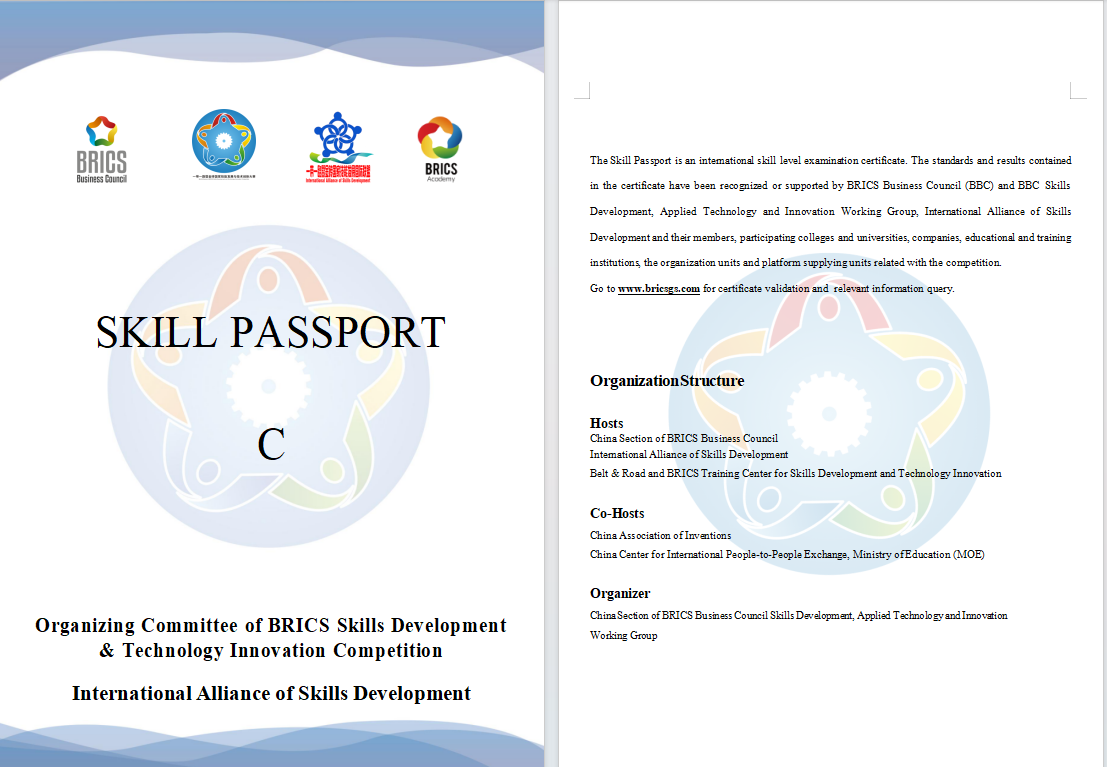 BRICS
Business Council
International Alliance of Skills Development
BRICS
Academy
SKILL PASSPORT
C
Organizing Committee of BRICS Skills Development
& Technology Innovation Competition
International Alliance of Skills Development
The Skill Passport is an international skill level examination certificate. The standards and results contained
in the certificate have been recognized or supported by BRICS Business Council (BBC) and BBC Skills
Development, Applied Technology and Innovation Working Group, International Alliance of Skills
Development and their members, participating colleges and universities, companies, educational and training
institutions, the organization units and platform supplying units related with the competition.
Go to www.bricsgs.com for certificate validation and relevant information query.
Organization Structure
Hosts
China Section of BRICS Business Council
International Alliance of Skills Development
Belt & Road and BRICS Training Center for Skills Development and Technology Innovation
Co-Hosts
China Association of Inventions
China Center for International People-to-People Exchange, Ministry of Education (MOE)
Organizer
China Section of BRICS Business Council Skills Development, Applied Technology and Innovation
Working Group